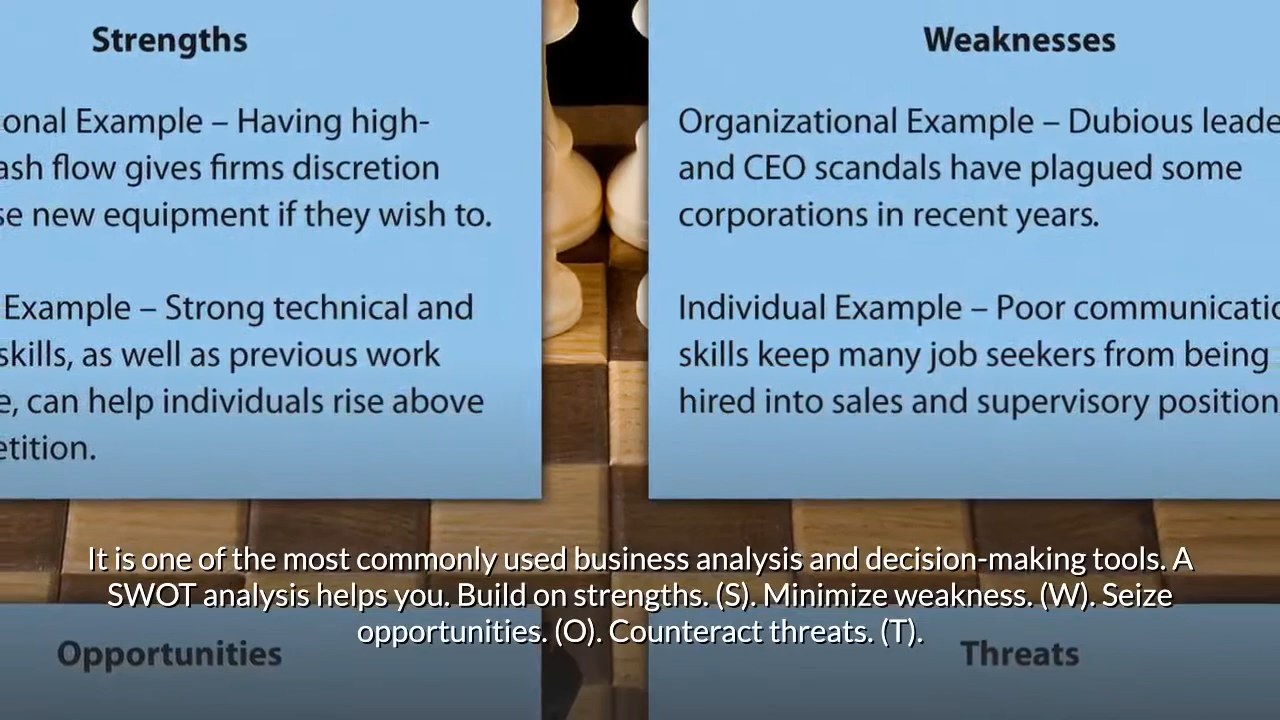 Strengths
onal Example – Having high-
ash flow gives firms discretion
se new equipment if they wish to.
Example – Strong technical and
skills, as well as previous work
e, can help individuals rise above
etition.
Weaknesses
Organizational Example – Dubious leade
and CEO scandals have plagued some
corporations in recent years.
Individual Example – Poor communicatio
skills keep many job seekers from being
hired into sales and supervisory position
It is one of the most commonly used business analysis and decision-making tools. A
SWOT analysis helps you. Build on strengths. (S). Minimize weakness. (W). Seize
opportunities. (O). Counteract threats. (T).
Opportunities
Threats